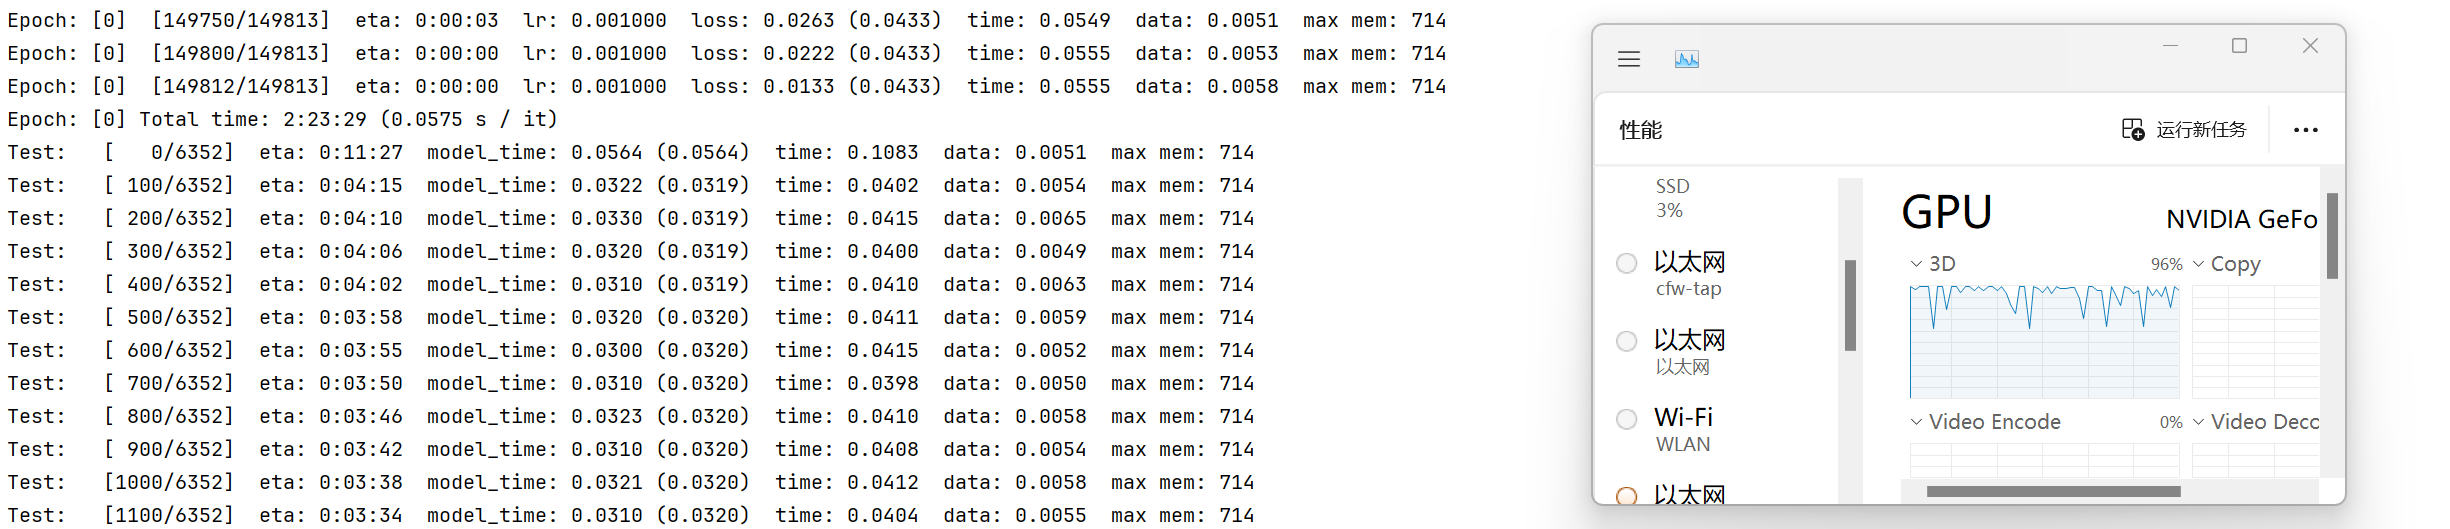 Epoch: [0]  [149750/149813]  eta: 0:00:03  lr: 0.001000  loss: 0.0263 (0.0433)  time: 0.0549  data: 0.0051  max mem: 714
Epoch: [0]  [149800/149813]  eta: 0:00:00  lr: 0.001000  loss: 0.0222 (0.0433)  time: 0.0555  data: 0.0053  max mem: 714
Epoch: [0]  [149812/149813]  eta: 0:00:00  lr: 0.001000  loss: 0.0133 (0.0433)  time: 0.0555  data: 0.0058  max mem: 714
Epoch: [0] Total time: 2:23:29 (0.0575 s / it)
Test:   [   0/6352]  eta: 0:11:27  model_time: 0.0564 (0.0564)  time: 0.1083  data: 0.0051  max mem: 714
Test:   [ 100/6352]  eta: 0:04:15  model_time: 0.0322 (0.0319)  time: 0.0402  data: 0.0054  max mem: 714
Test:   [ 200/6352]  eta: 0:04:10  model_time: 0.0330 (0.0319)  time: 0.0415  data: 0.0065  max mem: 714
Test:   [ 300/6352]  eta: 0:04:06  model_time: 0.0320 (0.0319)  time: 0.0400  data: 0.0049  max mem: 714
Test:   [ 400/6352]  eta: 0:04:02  model_time: 0.0310 (0.0319)  time: 0.0410  data: 0.0063  max mem: 714
Test:   [ 500/6352]  eta: 0:03:58  model_time: 0.0320 (0.0320)  time: 0.0411  data: 0.0059  max mem: 714
Test:   [ 600/6352]  eta: 0:03:55  model_time: 0.0300 (0.0320)  time: 0.0415  data: 0.0052  max mem: 714
Test:   [ 700/6352]  eta: 0:03:50  model_time: 0.0310 (0.0320)  time: 0.0398  data: 0.0050  max mem: 714
Test:   [ 800/6352]  eta: 0:03:46  model_time: 0.0323 (0.0320)  time: 0.0410  data: 0.0058  max mem: 714
Test:   [ 900/6352]  eta: 0:03:42  model_time: 0.0310 (0.0320)  time: 0.0408  data: 0.0054  max mem: 714
Test:   [1000/6352]  eta: 0:03:38  model_time: 0.0321 (0.0320)  time: 0.0412  data: 0.0058  max mem: 714
Test:   [1100/6352]  eta: 0:03:34  model_time: 0.0310 (0.0320)  time: 0.0404  data: 0.0055  max mem: 714
性能
运行新任务
SSD
3%
以太网
cfw-tap
以太网
以太网
Wi-Fi
WLAN
以太网
GPU
NVIDIA GeFo
3D 96%
Copy
Video Encode 0%
Video Deco